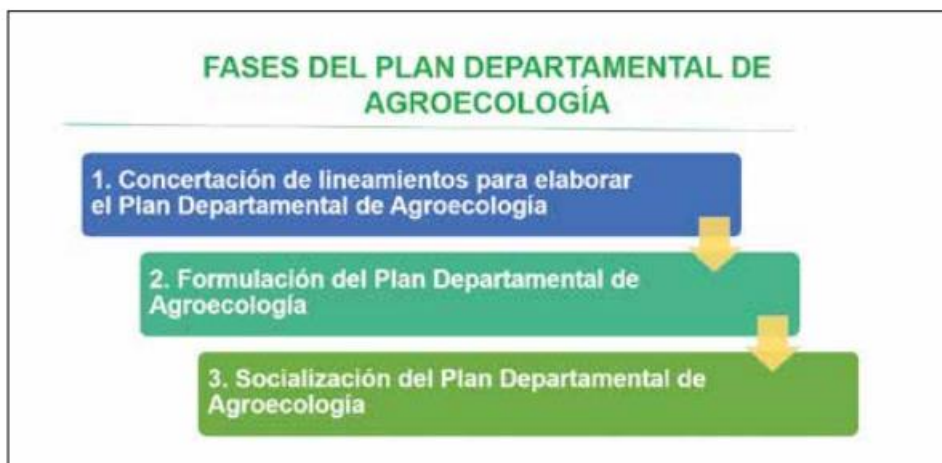 FASES DEL PLAN DEPARTAMENTAL DE
AGROECOLOGÍA
1. Concertación de lineamientos para elaborar
el Plan Departamental de Agroecología
2. Formulación del Plan Departamental de
Agroecología
3. Socialización del Plan Departamental de
Agroecología